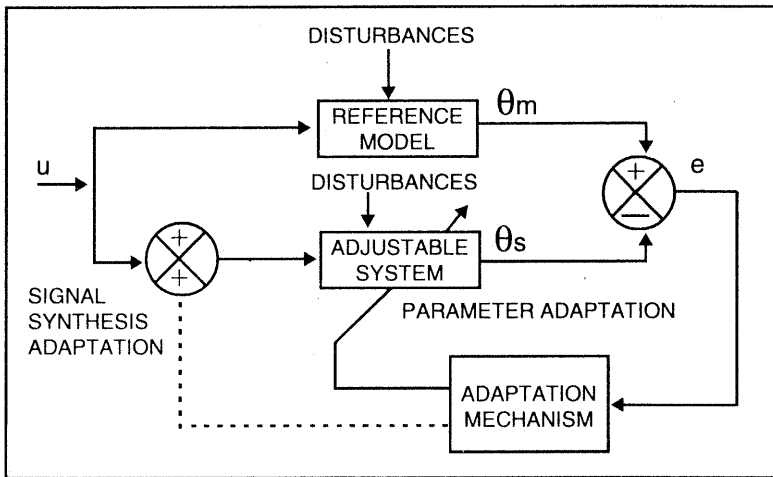 DISTURBANCES
REFERENCE
MODEL
θm
u
+
−
e
DISTURBANCES
+
+
ADJUSTABLE
SYSTEM
θs
SIGNAL
SYNTHESIS
ADAPTATION
PARAMETER ADAPTATION
ADAPTATION
MECHANISM